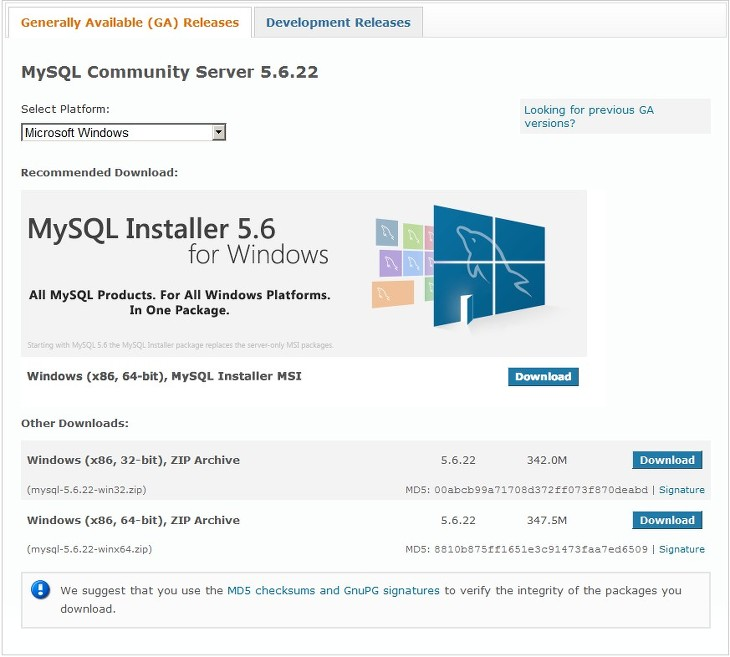 Generally Available (GA) Releases
Development Releases
MySQL Community Server 5.6.22
Select Platform:
Microsoft Windows
Looking for previous GA
versions?
Recommended Download:
MySQL Installer 5.6
for Windows
All MySQL Products. For All Windows Platforms.
In One Package.
Starting with MySQL 5.6 the MySQL Installer package replaces the server-only MSI packages.
Windows (x86, 64-bit), MySQL Installer MSI
Download
Other Downloads:
Windows (x86, 32-bit), ZIP Archive 5.6.22 342.0M Download
(mysql-5.6.22-win32.zip) MD5: 00abcb99a71708d372ff073f870deabd | Signature
Windows (x86, 64-bit), ZIP Archive 5.6.22 347.5M Download
(mysql-5.6.22-winx64.zip) MD5: 8810b875ff1651e3c91473faa7ed6509 | Signature
We suggest that you use the MD5 checksums and GnuPG signatures to verify the integrity of the packages you
download.